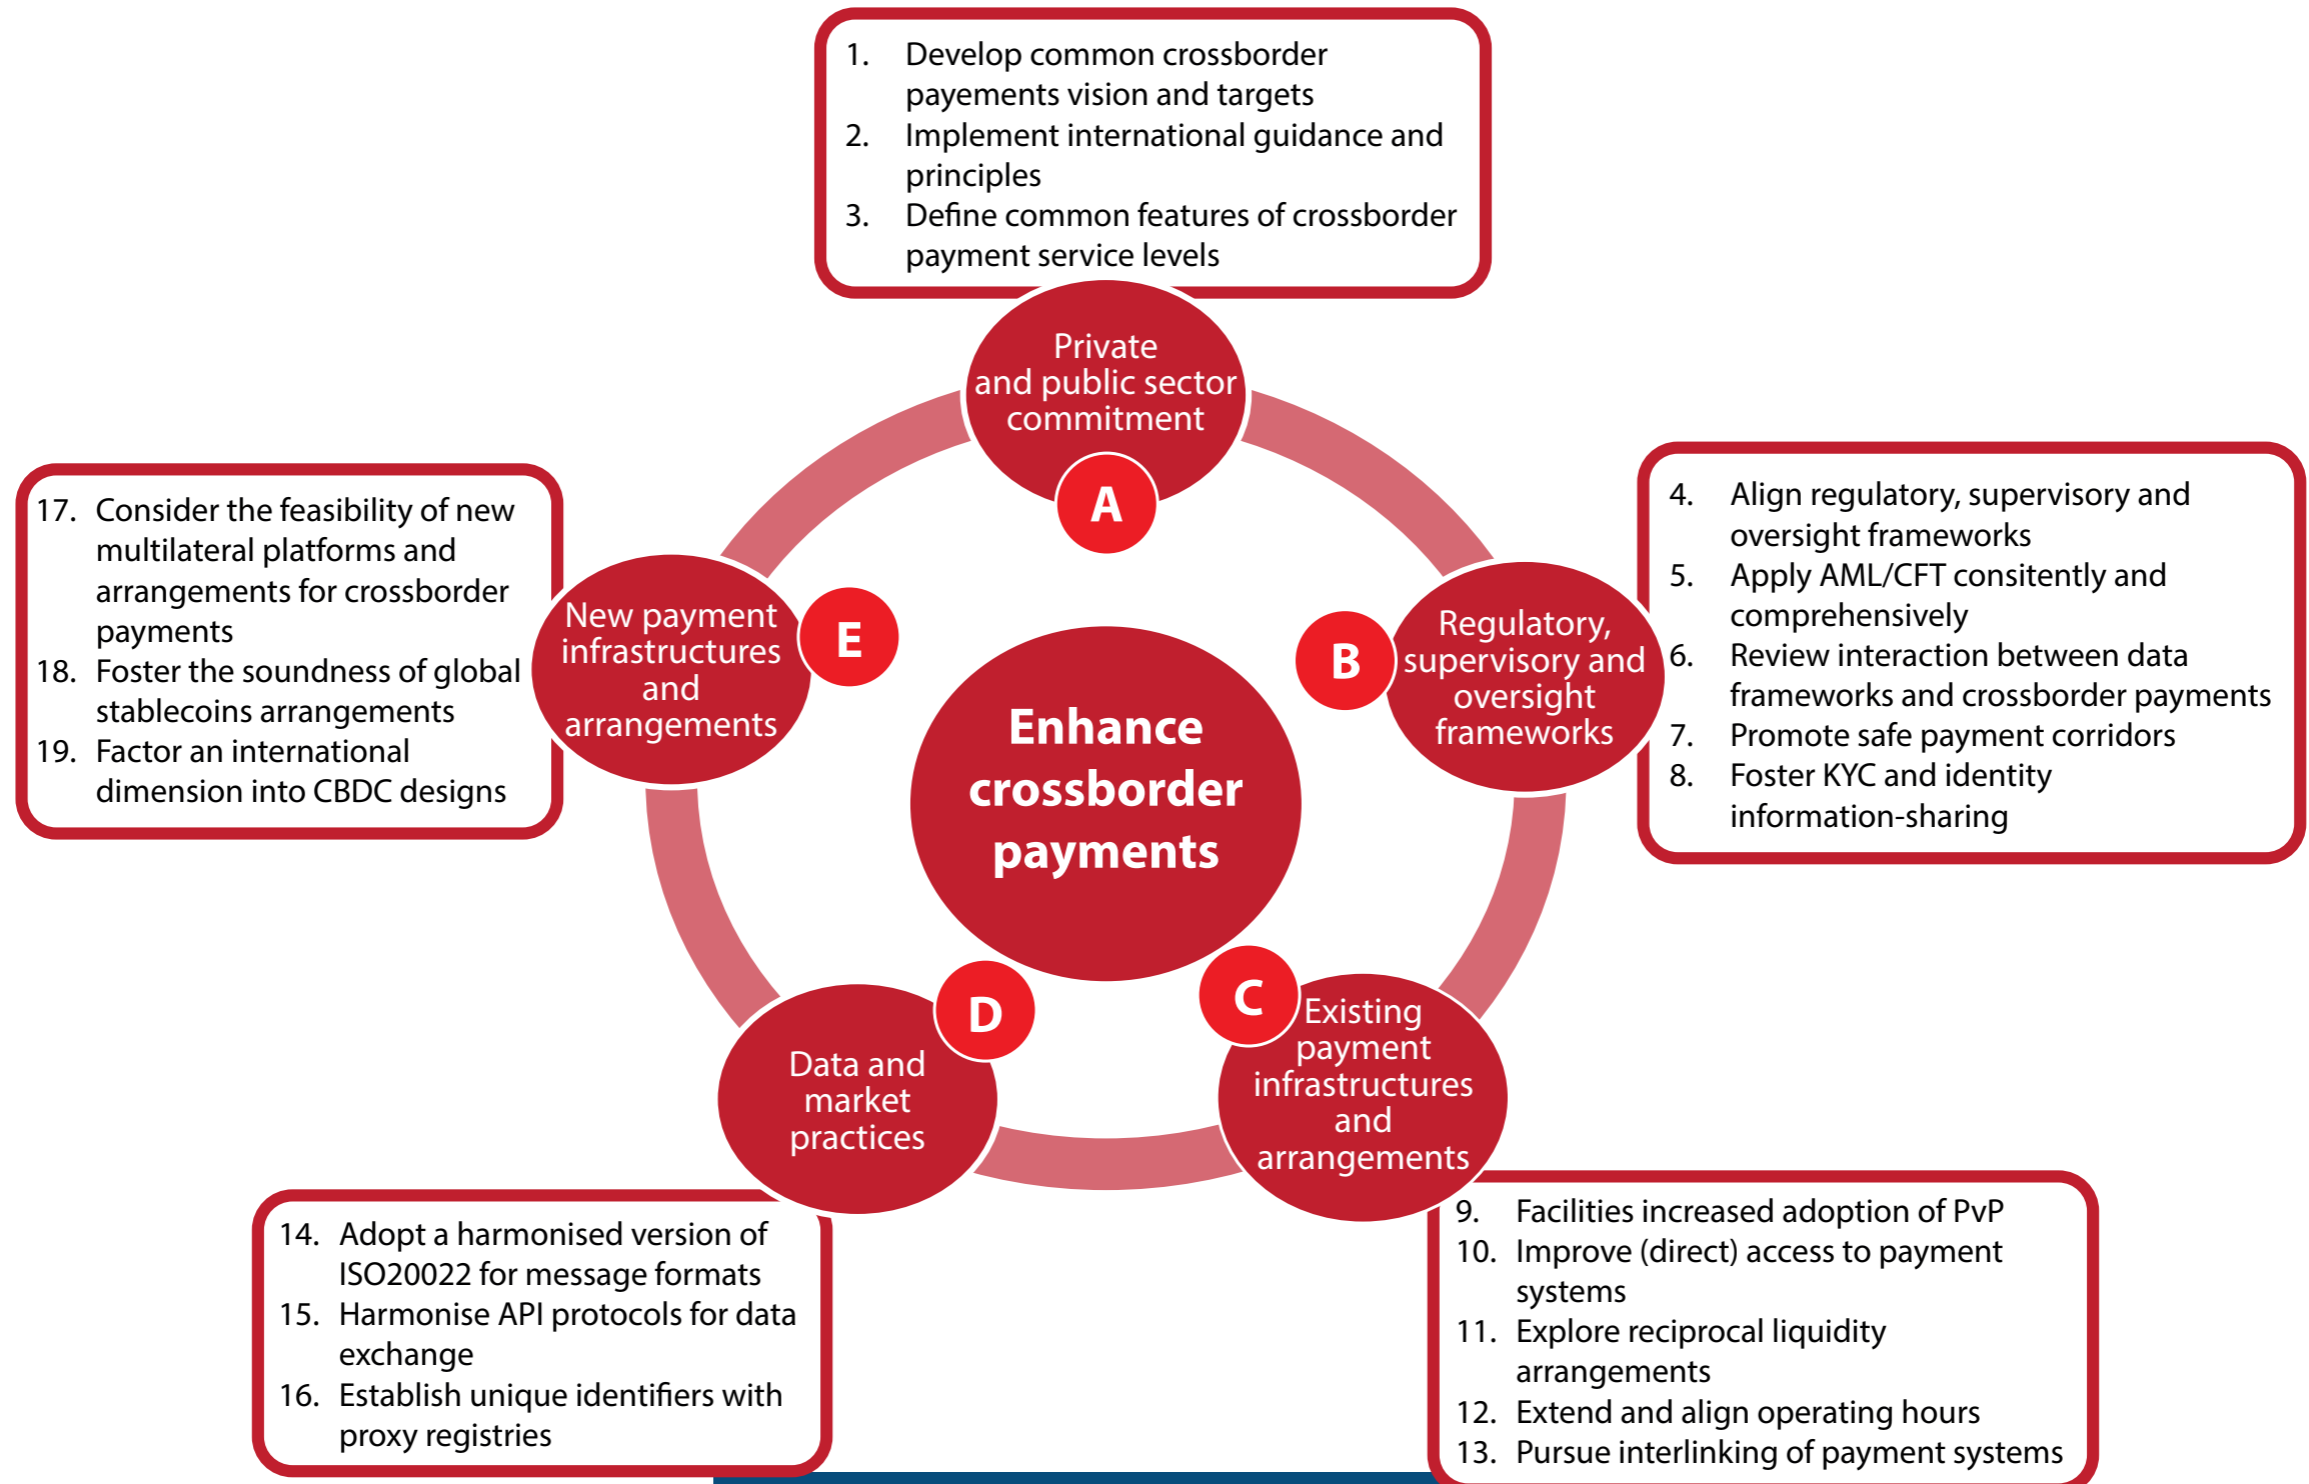 1. Develop common crossborder
payements vision and targets
2. Implement international guidance and
principles
3. Define common features of crossborder
payment service levels
Private
and public sector
commitment
A
4. Align regulatory, supervisory and
oversight frameworks
5. Apply AML/CFT consitently and
comprehensively
6. Review interaction between data
frameworks and crossborder payments
7. Promote safe payment corridors
8. Foster KYC and identity
information-sharing
B
Regulatory,
supervisory and
oversight
frameworks
17. Consider the feasibility of new
multilateral platforms and
arrangements for crossborder
payments
18. Foster the soundness of global
stablecoins arrangements
19. Factor an international
dimension into CBDC designs
New payment
infrastructures
and
arrangements
E
Enhance
crossborder
payments
D
Data and
market
practices
C
Existing
payment
infrastructures
and
arrangements
14. Adopt a harmonised version of
ISO20022 for message formats
15. Harmonise API protocols for data
exchange
16. Establish unique identifiers with
proxy registries
9. Facilities increased adoption of PvP
10. Improve (direct) access to payment
systems
11. Explore reciprocal liquidity
arrangements
12. Extend and align operating hours
13. Pursue interlinking of payment systems